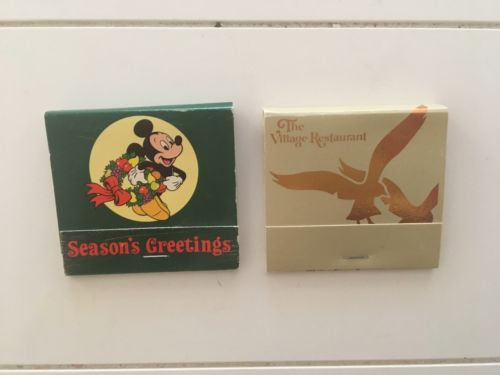 Season's Greetings
The
Village Restaurant